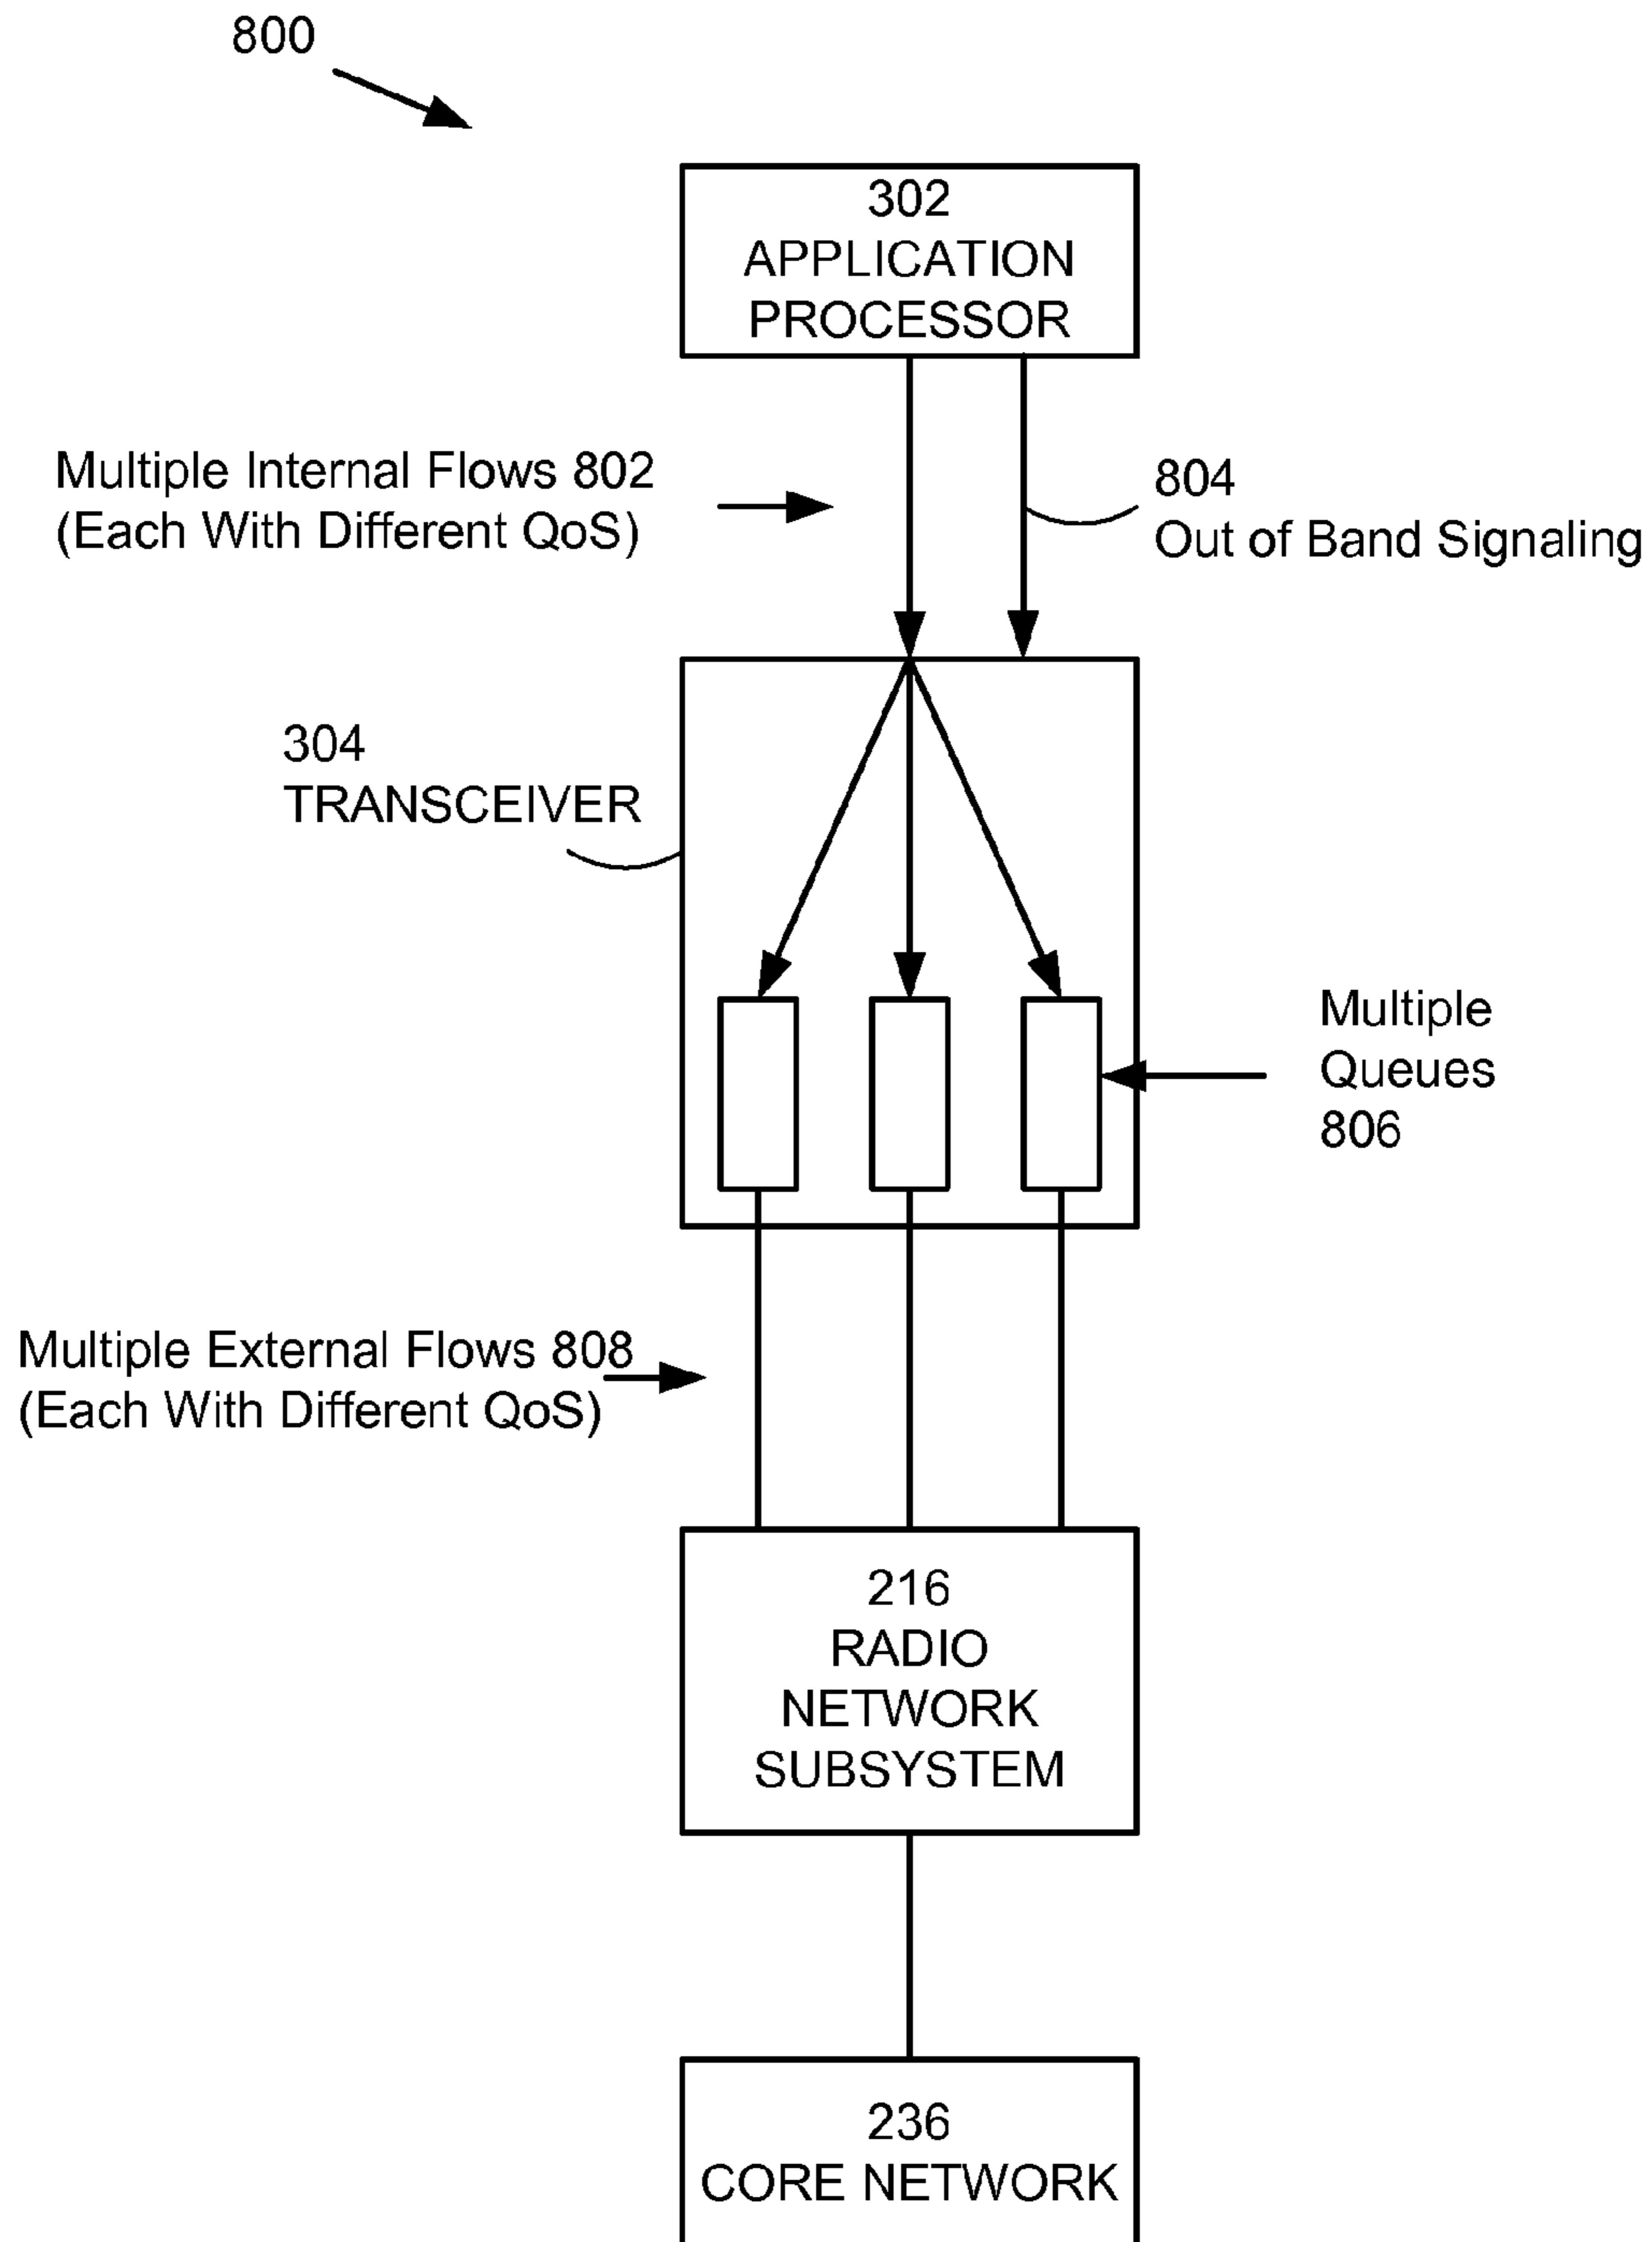 800
302
APPLICATION
PROCESSOR
Multiple Internal Flows 802
(Each With Different QoS)
804
Out of Band Signaling
304
TRANSCEIVER
Multiple
Queues
806
Multiple External Flows 808
(Each With Different QoS)
216
RADIO
NETWORK
SUBSYSTEM
236
CORE NETWORK